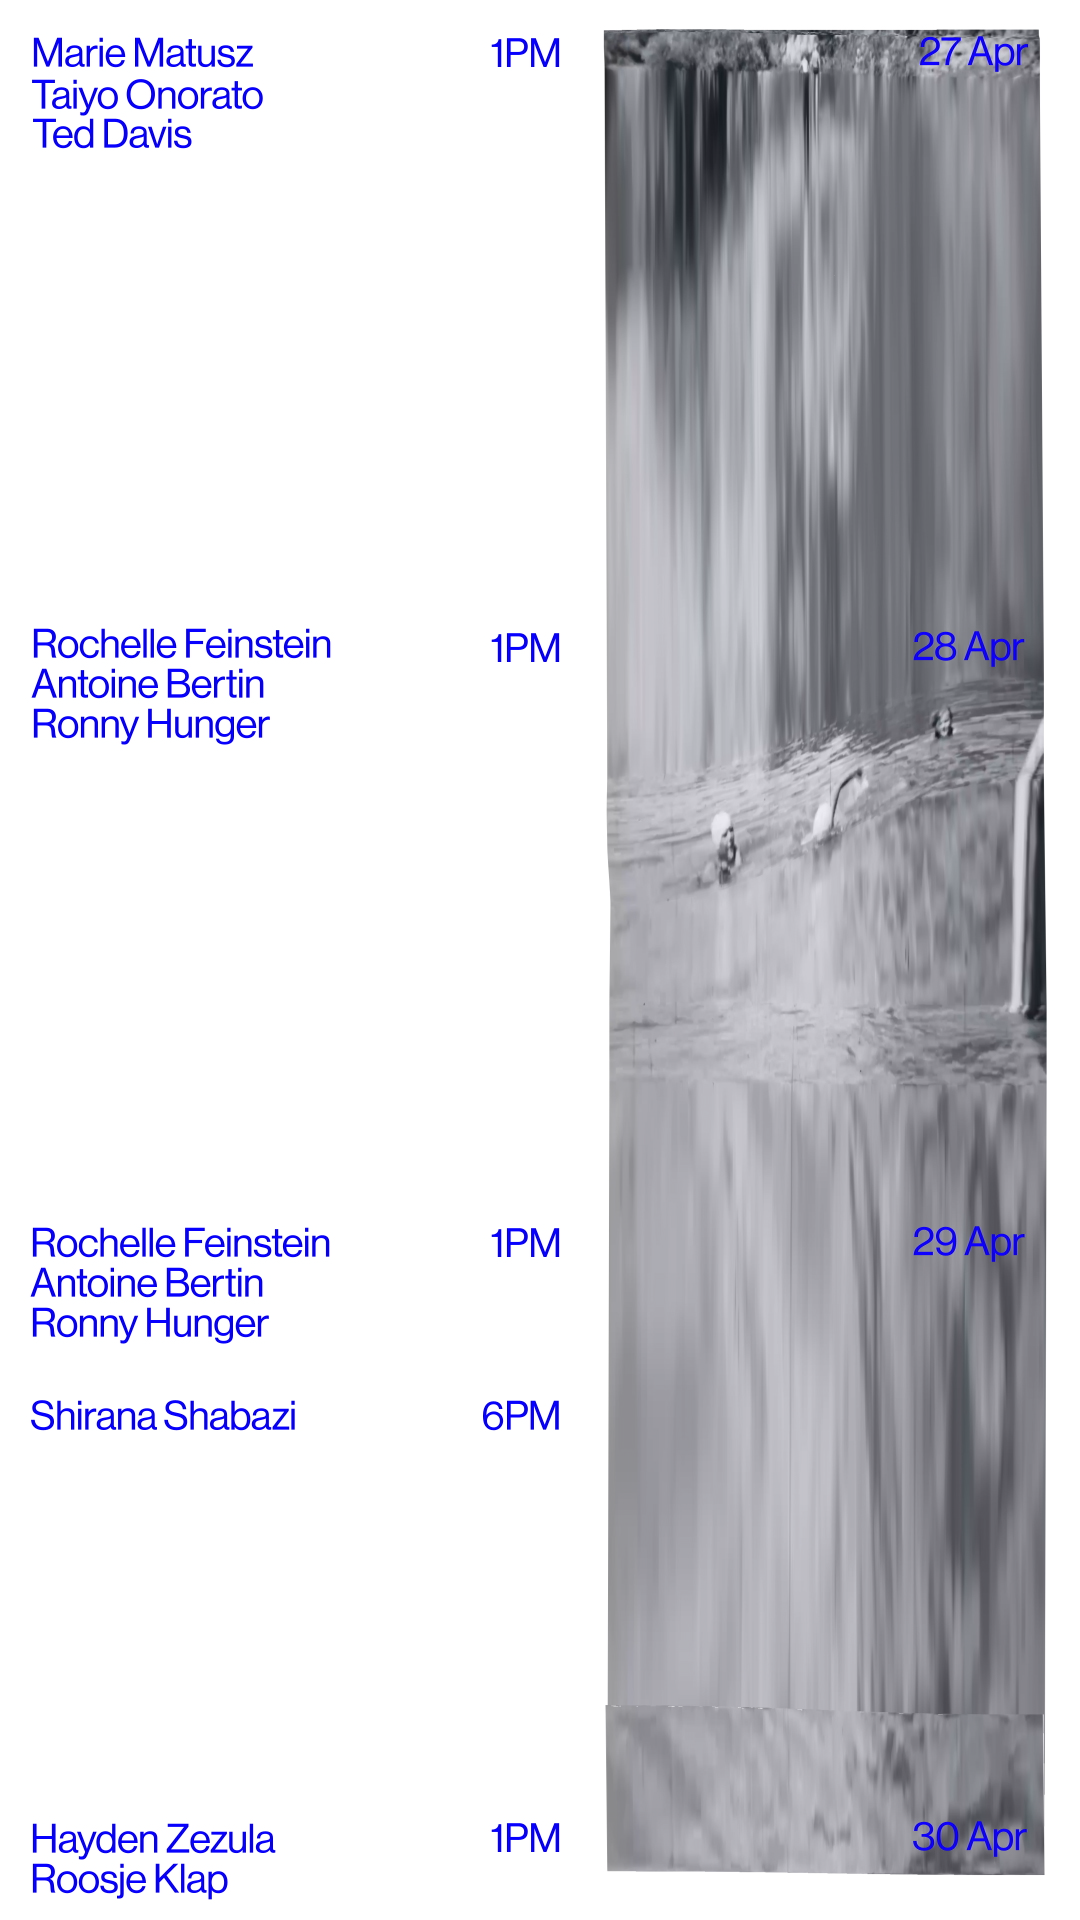 Marie Matusz 1PM 27 Apr
Taiyo Onorato
Ted Davis
Rochelle Feinstein 1PM 28 Apr
Antoine Bertin
Ronny Hunger
Rochelle Feinstein 1PM 29 Apr
Antoine Bertin
Ronny Hunger
Shirana Shabazi 6PM
Hayden Zezula 1PM 30 Apr
Roosje Klap